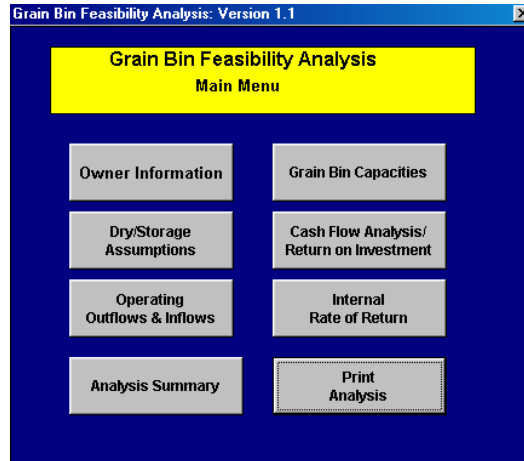 Grain Bin Feasibility Analysis: Version 1.1
Grain Bin Feasibility Analysis
Main Menu
Owner Information
Grain Bin Capacities
Dry/Storage
Assumptions
Cash Flow Analysis/
Return on Investment
Operating
Outflows & Inflows
Internal
Rate of Return
Analysis Summary
Print
Analysis